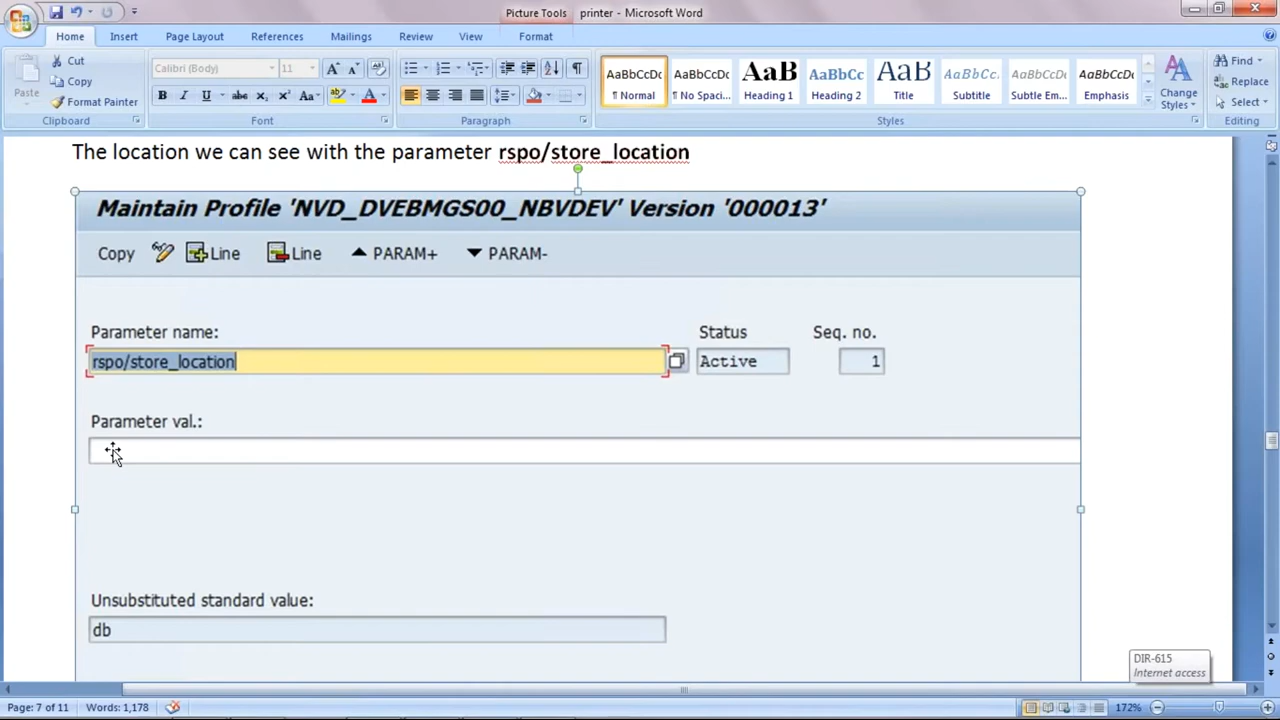 Picture Tools
printer - Microsoft Word
Home
Insert
Page Layout
References
Mailings
Review
View
Format
Paste
Cut
Copy
Format Painter
Clipboard
Calibri (Body)
11
Font
Paragraph
AaBbCcDc
¶ Normal
AaBbCcDc
¶ No Spaci...
AaB
Heading 1
AaBbCc
Heading 2
AaB
Title
AaBbCc
Subtitle
AaBbCcDc
Subtle Em...
AaBbCcDc
Emphasis
Change
Styles
Styles
Find
Replace
Select
Editing
The location we can see with the parameter rspo/store_location
Maintain Profile 'NVD_DVEBMGS00_NBVDEV' Version '000013'
Copy
Line
Line
PARAM+
PARAM-
Parameter name:
Status
Seq. no.
rspo/store_location
Active
1
Parameter val.:
Unsubstituted standard value:
db
DIR-615
Internet access
Page: 7 of 11
Words: 1,178
172%